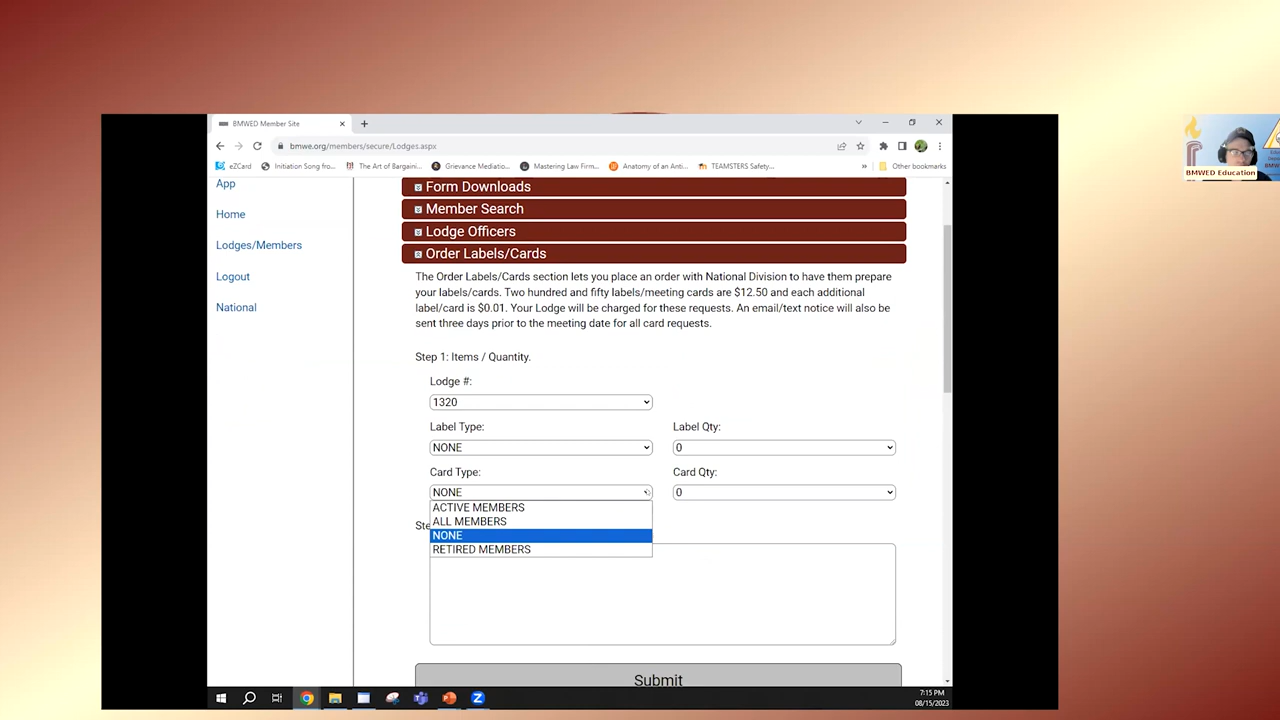 BMWED Member Site
bmwe.org/members/secure/Lodges.aspx
eZCard
Initiation Song fro...
The Art of Bargaini...
Grievance Mediatio...
Mastering Law Firm...
Anatomy of an Anti...
TEAMSTERS Safety...
»
Other bookmarks
App
Home
Lodges/Members
Logout
National
Form Downloads
Member Search
Lodge Officers
Order Labels/Cards
The Order Labels/Cards section lets you place an order with National Division to have them prepare
your labels/cards. Two hundred and fifty labels/meeting cards are $12.50 and each additional
label/card is $0.01. Your Lodge will be charged for these requests. An email/text notice will also be
sent three days prior to the meeting date for all card requests.
Step 1: Items / Quantity.
Lodge #:
1320
Label Type:
Label Qty:
NONE
0
Card Type:
Card Qty:
NONE
0
ACTIVE MEMBERS
ALL MEMBERS
NONE
RETIRED MEMBERS
Submit
7:15 PM
08/15/2023
BMWED Education